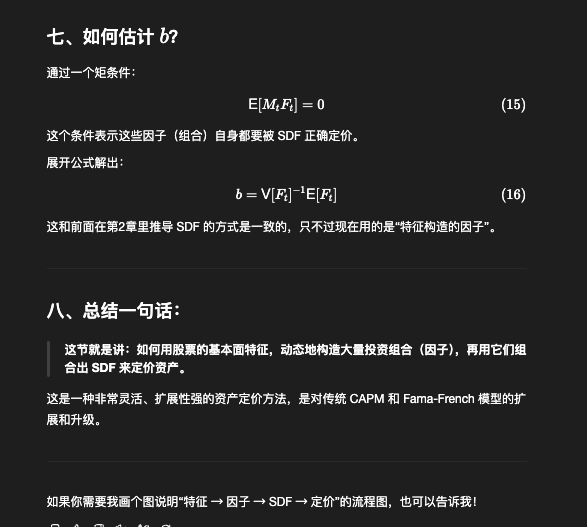 七、如何估计 b?
通过一个矩条件：
E[M_t F_t] = 0 (15)
这个条件表示这些因子（组合）自身都要被 SDF 正确定价。
展开公式解出：
b = V[F_t]^{-1}E[F_t] (16)
这和前面在第2章里推导 SDF 的方式是一致的，只不过现在用的是“特征构造的因子”。
八、总结一句话：
这节就是讲：如何用股票的基本面特征，动态地构造大量投资组合（因子），再用它们组
合出 SDF 来定价资产。
这是一种非常灵活、扩展性强的资产定价方法，是对传统 CAPM 和 Fama-French 模型的扩
展和升级。
如果你需要我画个图说明“特征 → 因子 → SDF → 定价”的流程图，也可以告诉我！